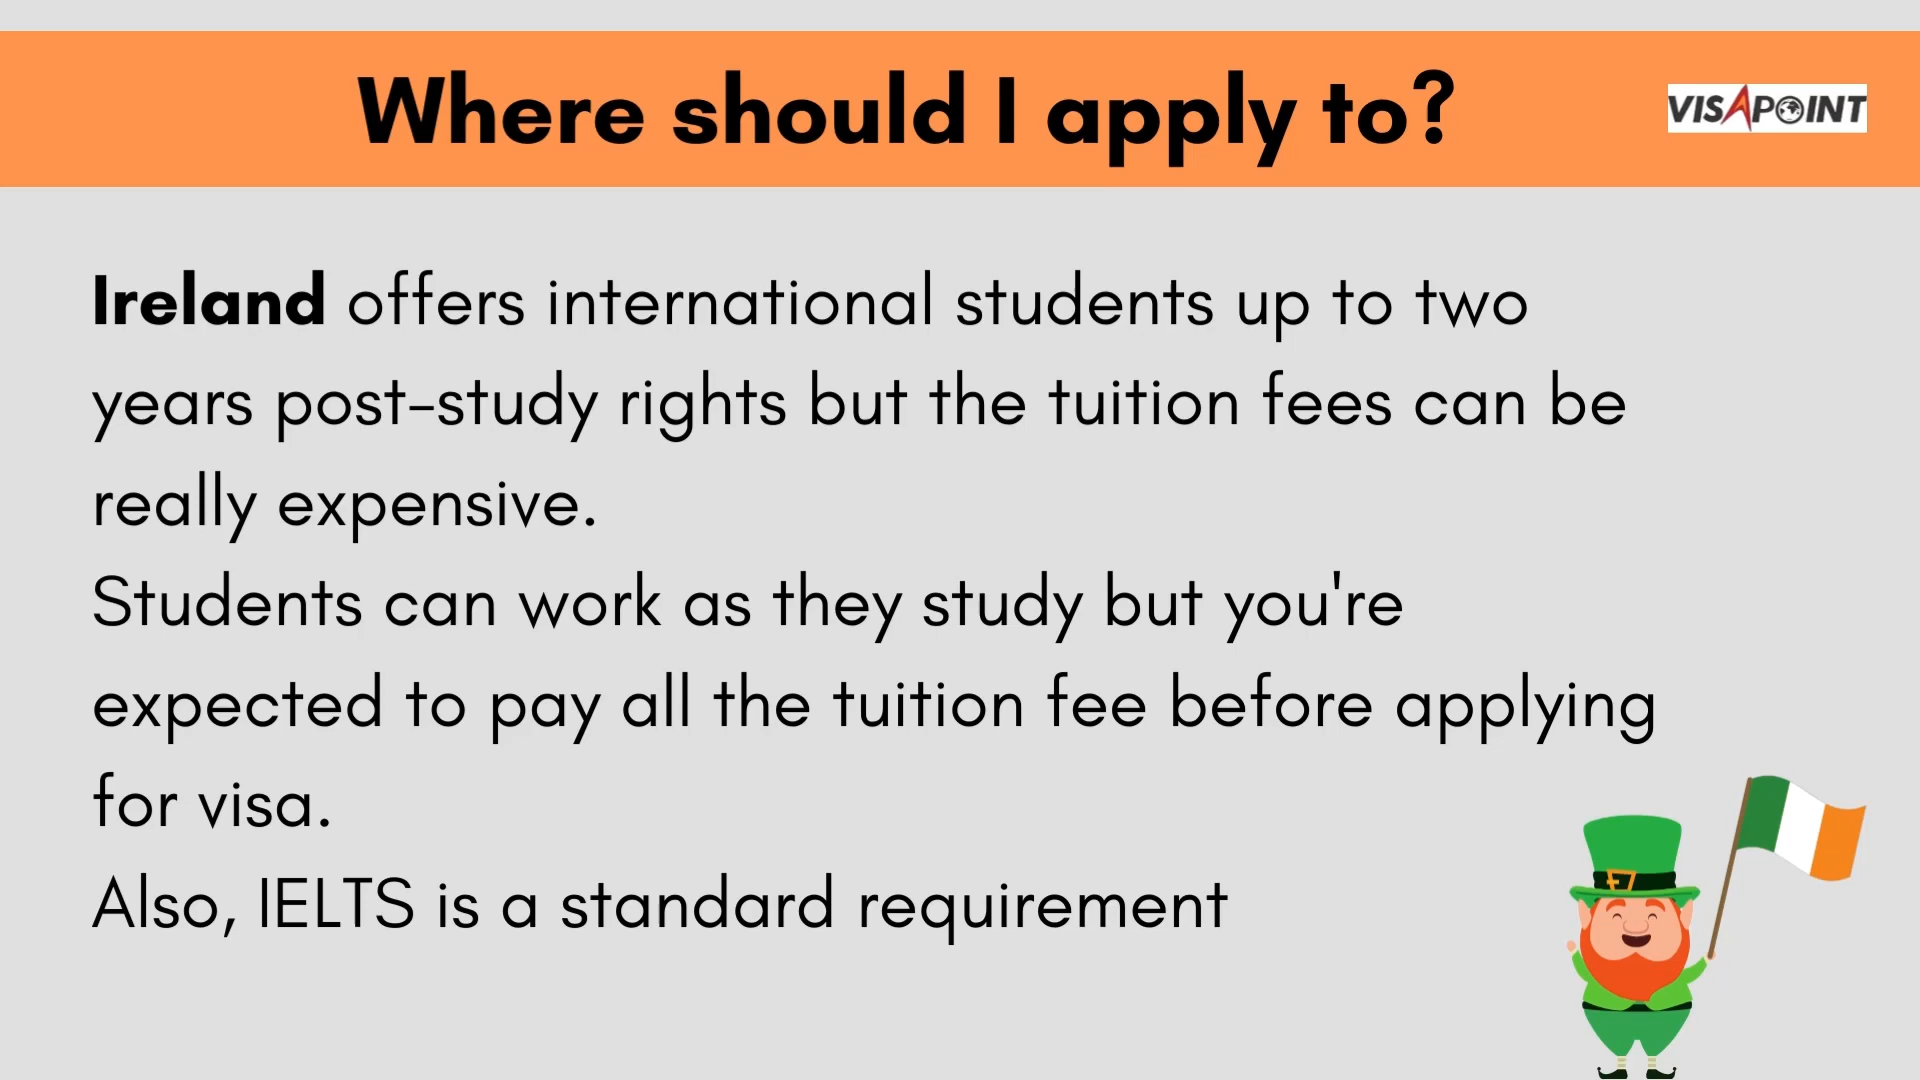 Where should I apply to?
VISAPOINT
Ireland offers international students up to two
years post-study rights but the tuition fees can be
really expensive.
Students can work as they study but you're
expected to pay all the tuition fee before applying
for visa.
Also, IELTS is a standard requirement